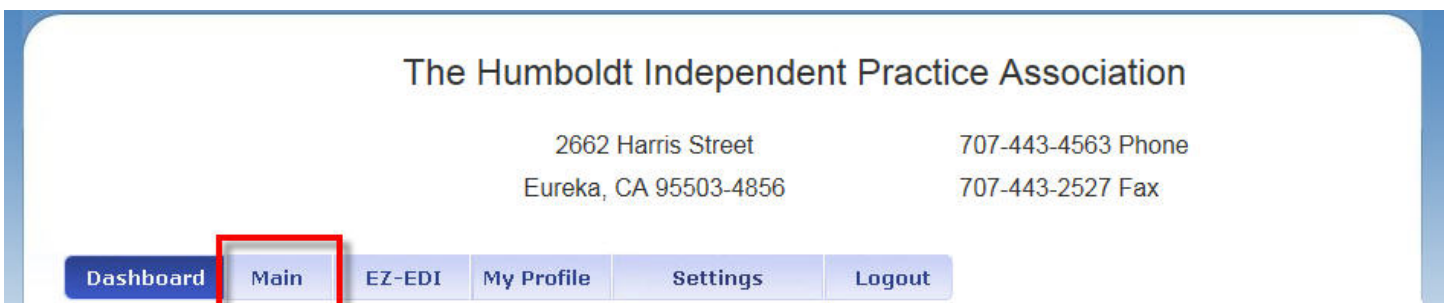 The Humboldt Independent Practice Association
2662 Harris Street 707-443-4563 Phone
Eureka, CA 95503-4856 707-443-2527 Fax
Dashboard Main EZ-EDI My Profile Settings Logout